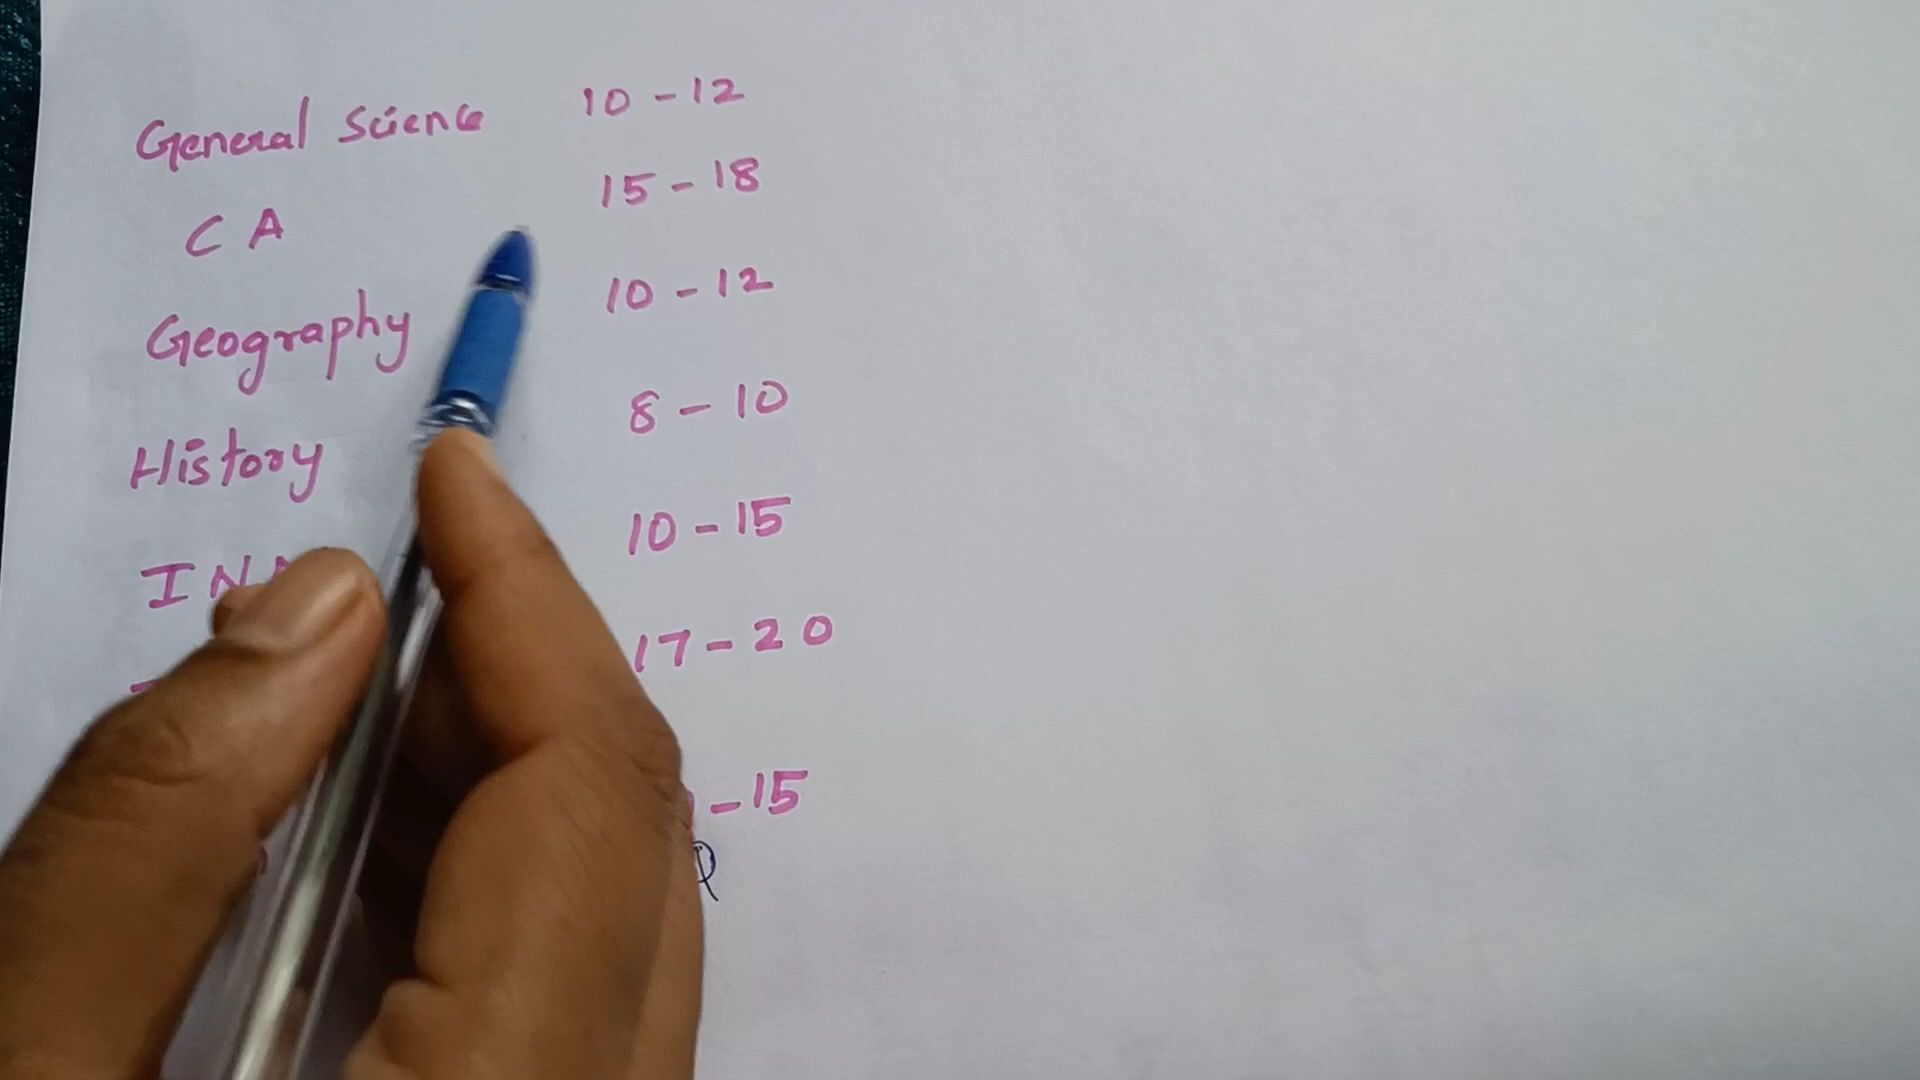 General Science 10 - 12
C A 15 - 18
Geography 10 - 12
History 8 - 10
10 - 15
17 - 20
- 15